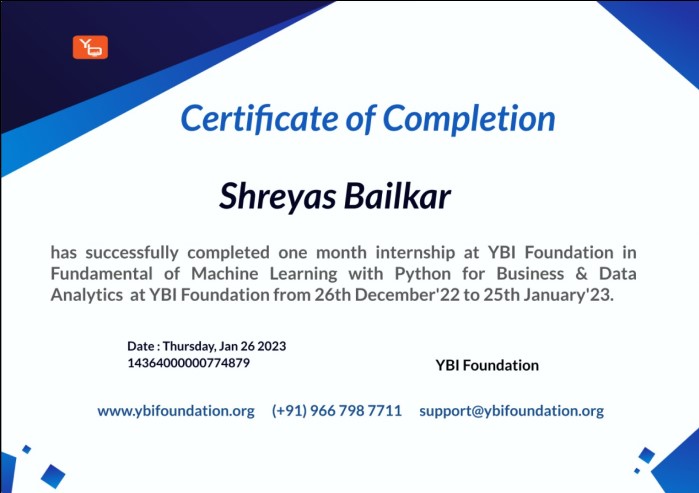 Yb
Certificate of Completion
Shreyas Bailkar
has successfully completed one month internship at YBI Foundation in
Fundamental of Machine Learning with Python for Business & Data
Analytics at YBI Foundation from 26th December'22 to 25th January'23.
Date : Thursday, Jan 26 2023
14364000000774879
YBI Foundation
www.ybifoundation.org (+91) 966 798 7711 support@ybifoundation.org